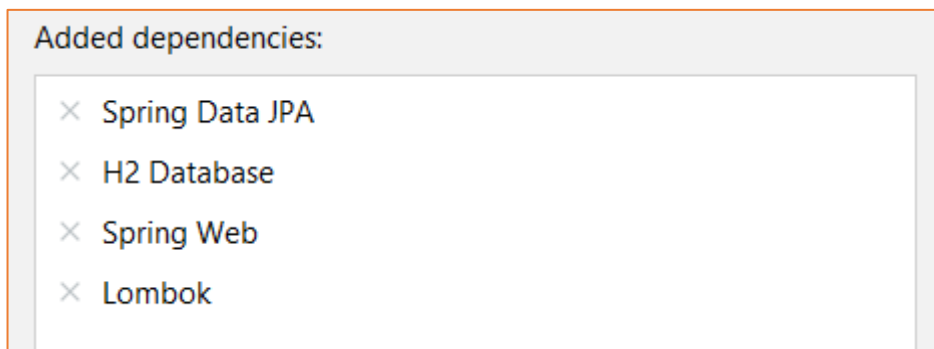 Added dependencies:
Spring Data JPA
H2 Database
Spring Web
Lombok